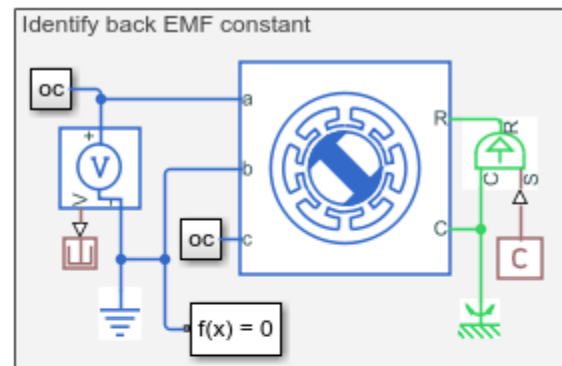 Identify back EMF constant
oc
a
R
R
+
V
b
C
S
V
-
oc
c
C
C
f(x) = 0